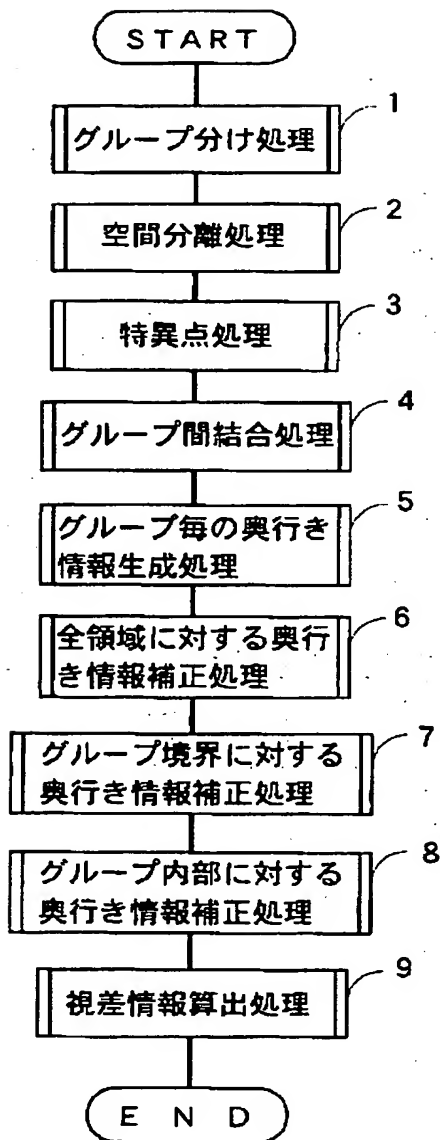 START
1
グループ分け処理
2
空間分離処理
3
特異点処理
4
グループ間結合処理
5
グループ毎の奥行き
情報生成処理
6
全領域に対する奥行
き情報補正処理
7
グループ境界に対する
奥行き情報補正処理
8
グループ内部に対する
奥行き情報補正処理
9
視差情報算出処理
END